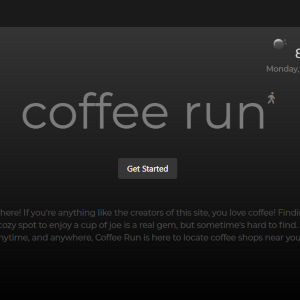 8
Monday,
coffee run
Get Started
here! If you're anything like the creators of this site, you love coffee! Findi
cozy spot to enjoy a cup of joe is a real gem, but sometimes's hard to find.
nytime, and anywhere, Coffee Run is here to locate coffee shops near you